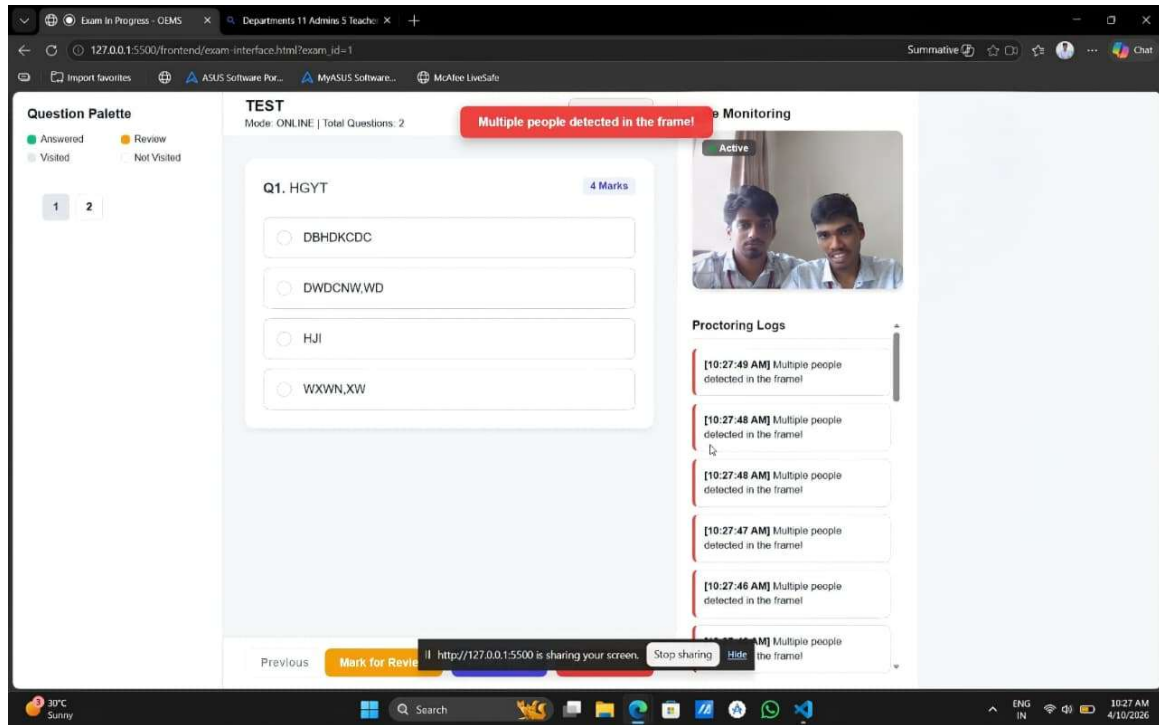 Exam In Progress - OEMS
Departments 11 Admins 5 Teacher
127.0.0.1:5500/frontend/exam-interface.html?exam_id=1
Summative
Chat
Import favorites
ASUS Software Por...
MyASUS Software...
McAfee LiveSafe
Question Palette
Answered
Review
Visited
Not Visited
1
2
TEST
Mode: ONLINE | Total Questions: 2
Multiple people detected in the frame!
Monitoring
Active
Q1. HGYT
4 Marks
DBHDKCDC
DWDCNW,WD
HJI
WXWN,XW
Proctoring Logs
[10:27:49 AM] Multiple people
detected in the frame!
[10:27:48 AM] Multiple people
detected in the frame!
[10:27:48 AM] Multiple people
detected in the frame!
[10:27:47 AM] Multiple people
detected in the frame!
[10:27:46 AM] Multiple people
detected in the frame!
AM] Multiple people
the frame!
Previous
Mark for Revie
http://127.0.0.1:5500 is sharing your screen.
Stop sharing
Hide
3
30°C
Sunny
Search
ENG
IN
10:27 AM
4/10/2026